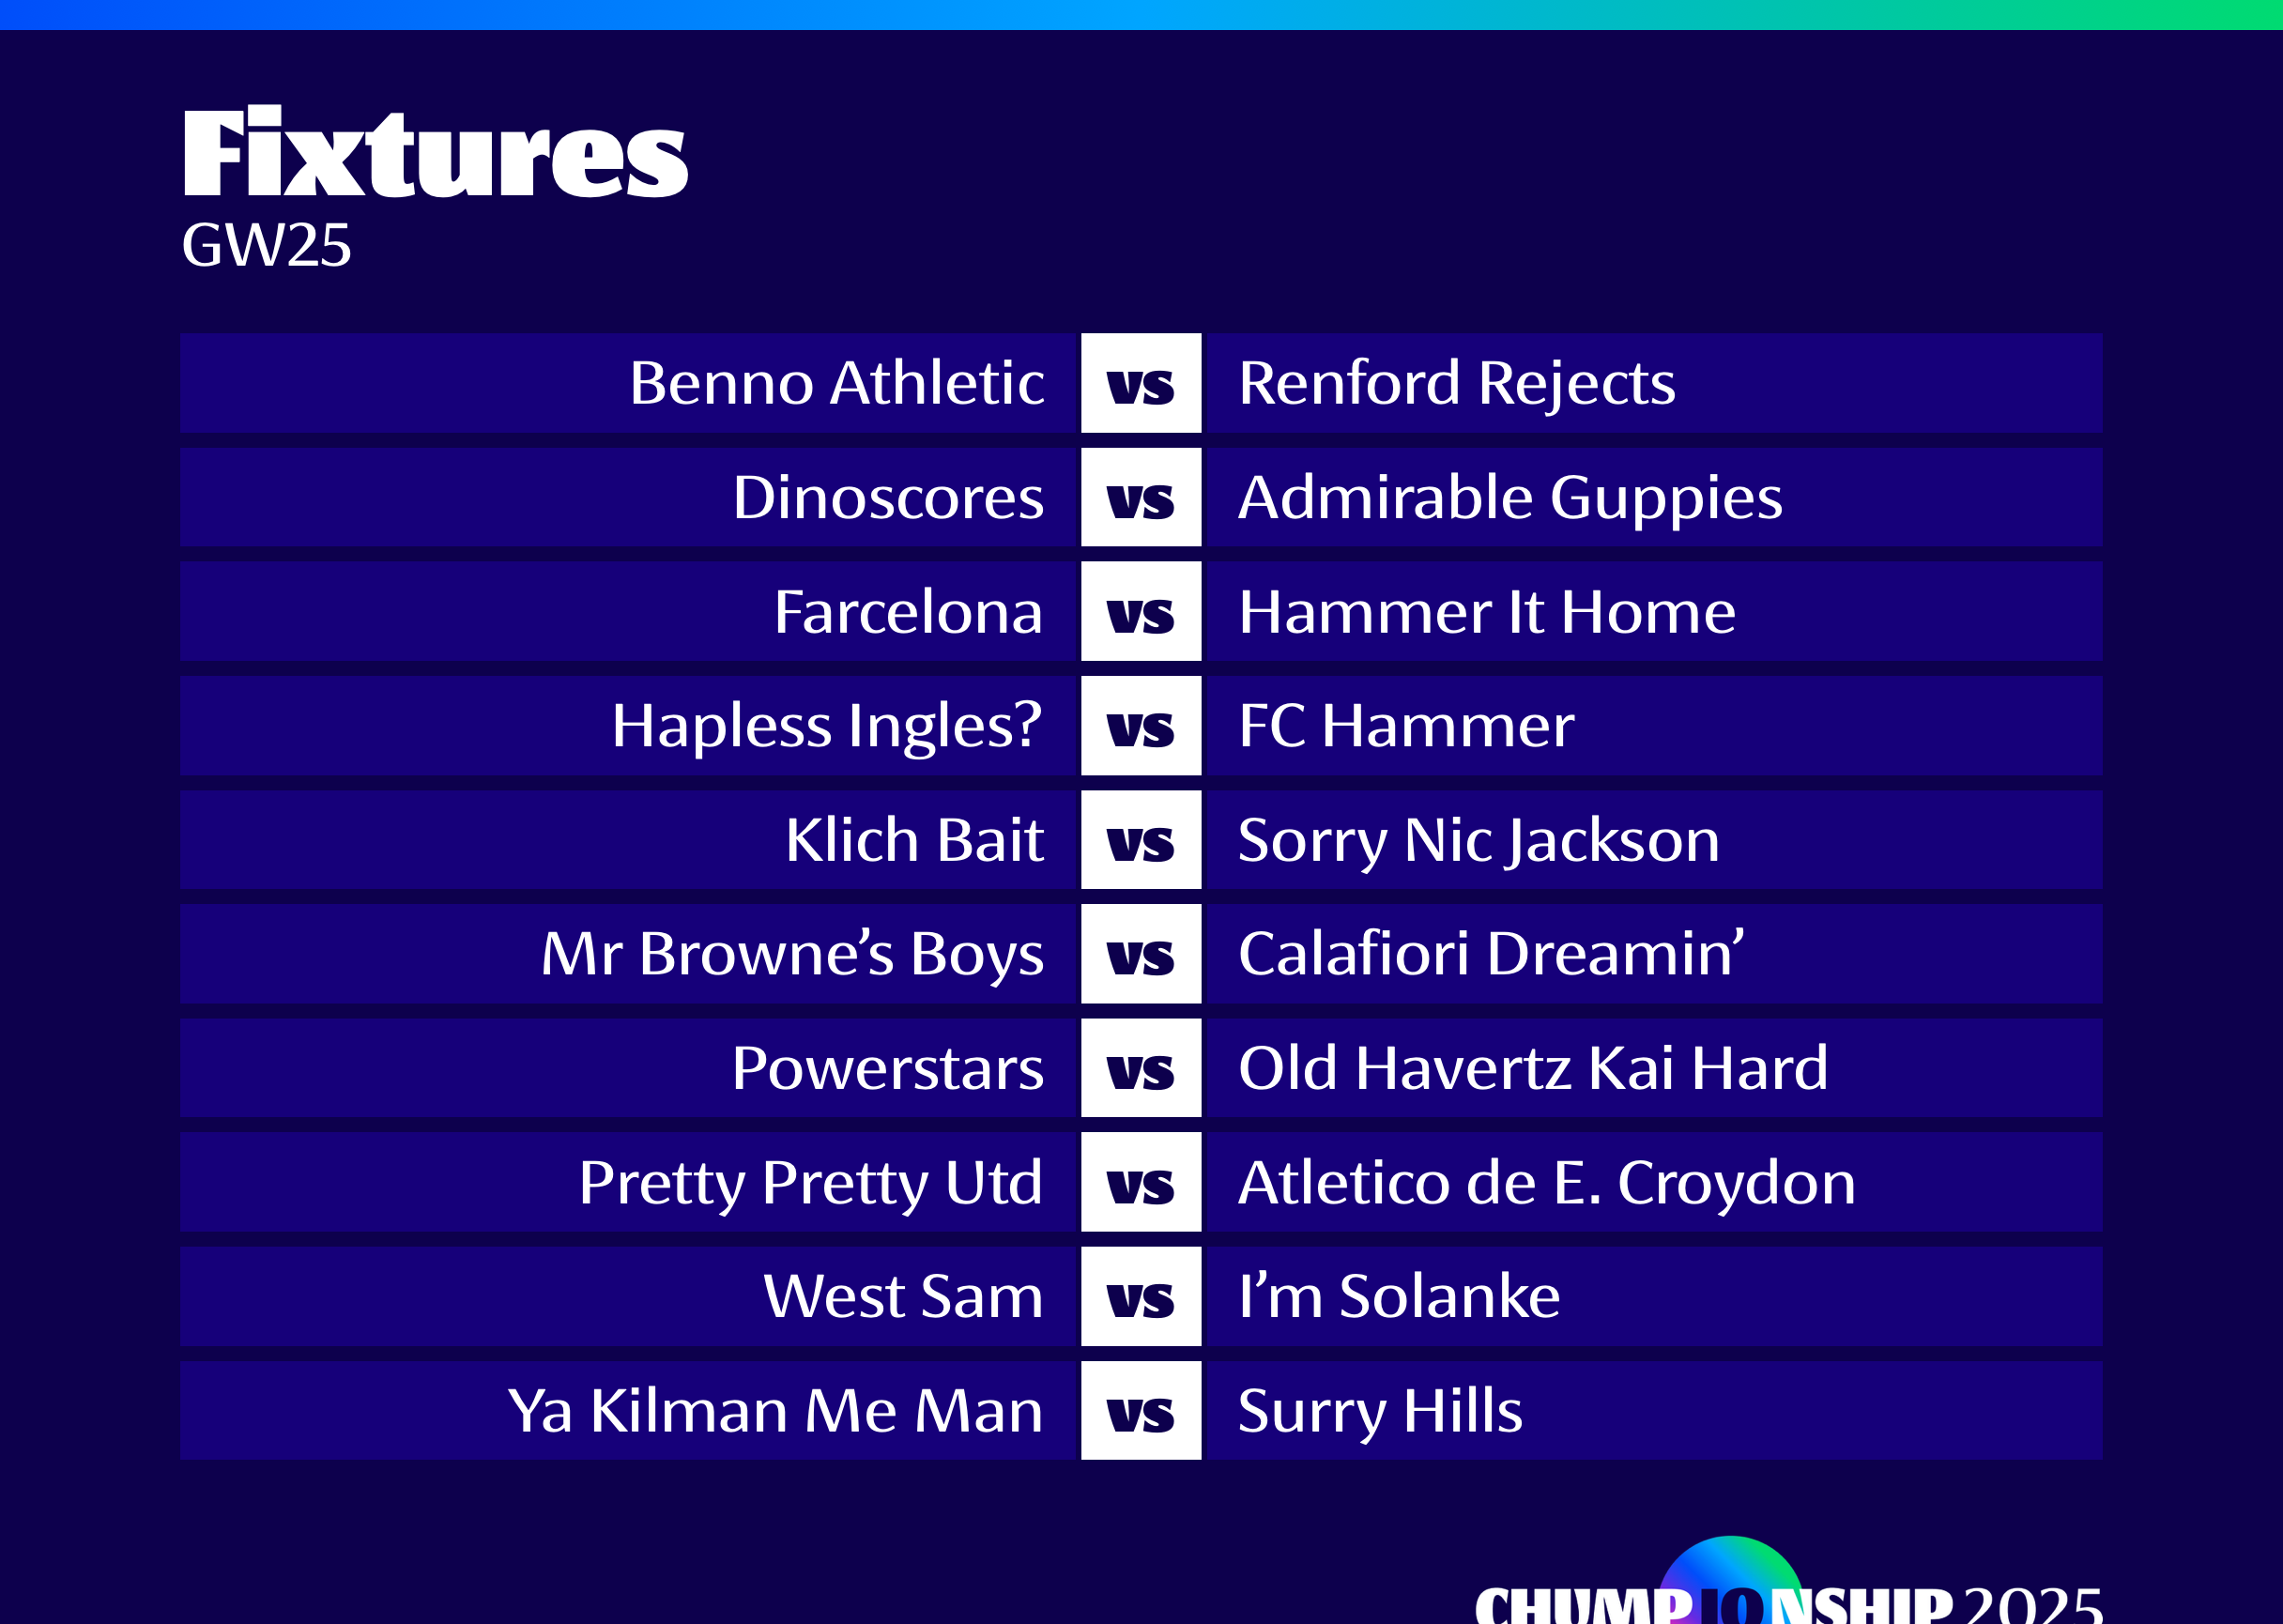 Fixtures
GW25
Benno Athletic vs Renford Rejects
Dinoscores vs Admirable Guppies
Farcelona vs Hammer It Home
Hapless Ingles? vs FC Hammer
Klich Bait vs Sorry Nic Jackson
Mr Browne’s Boys vs Calafiori Dreamin’
Powerstars vs Old Havertz Kai Hard
Pretty Pretty Utd vs Atletico de E. Croydon
West Sam vs I’m Solanke
Ya Kilman Me Man vs Surry Hills
CHUMPIONSHIP 2025